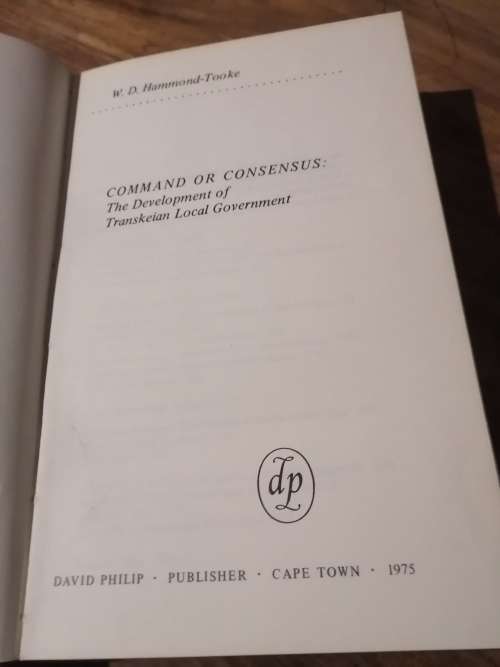 W. D. Hammond-Tooke
COMMAND OR CONSENSUS:
The Development of
Transkeian Local Government
dp
DAVID PHILIP · PUBLISHER · CAPE TOWN · 1975